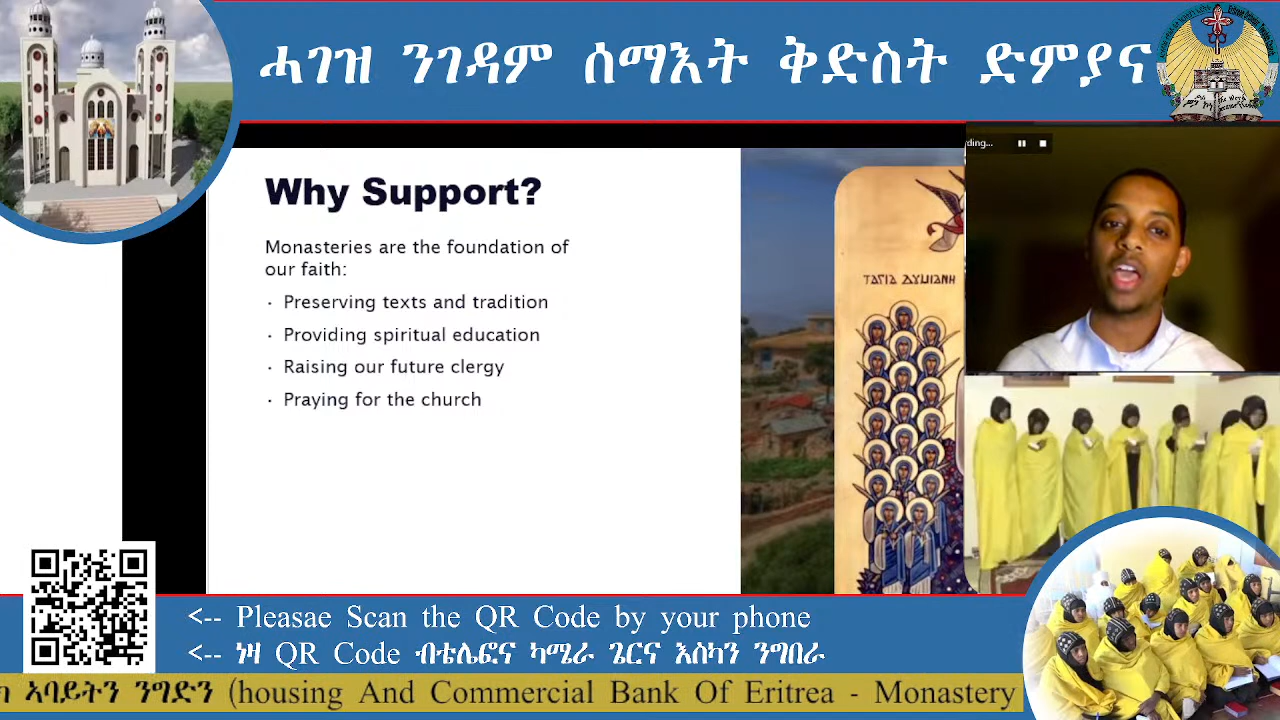 ሓገዝ ንገዳም ሰማእት ቅድስት ድምያና
rding...
Why Support?
Monasteries are the foundation of
our faith:
· Preserving texts and tradition
· Providing spiritual education
· Raising our future clergy
· Praying for the church
<-- Pleasae Scan the QR Code by your phone
<-- ነዛ QR Code ብቴሌፎና ካሜራ ጌርና እስካን ንግበራ
ኣባይትን ንግድን (housing And Commercial Bank Of Eritrea - Monastery